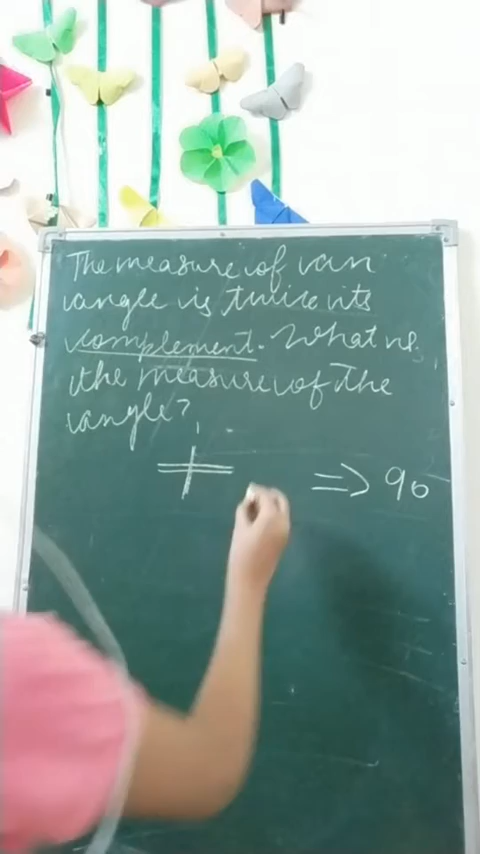 The measure of an
angle is twice its
complement. What is
the measure of the
angle?
+ => 90